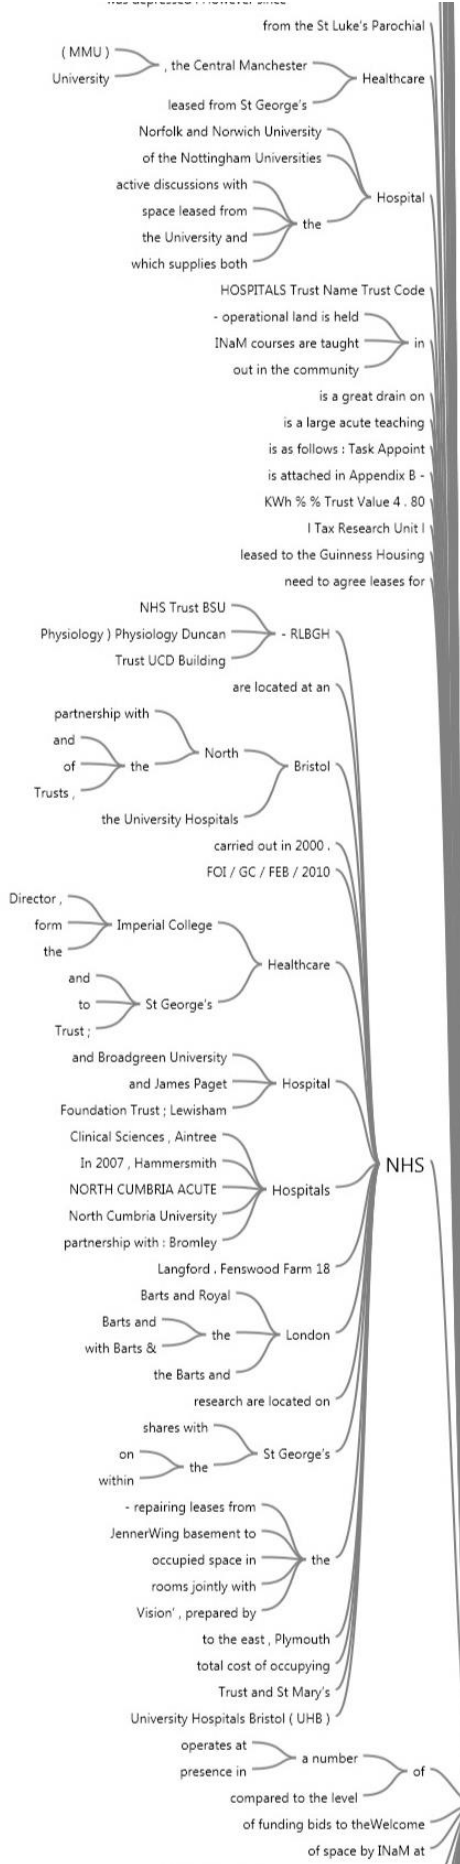 from the St Luke's Parochial
( MMU )
University
, the Central Manchester
leased from St George's
Healthcare
Norfolk and Norwich University
of the Nottingham Universities
active discussions with
space leased from
the University and
which supplies both
the
Hospital
HOSPITALS Trust Name Trust Code
- operational land is held
INaM courses are taught
out in the community
in
is a great drain on
is a large acute teaching
is as follows : Task Appoint
is attached in Appendix B -
KWh % % Trust Value 4 . 80
l Tax Research Unit l
leased to the Guinness Housing
need to agree leases for
NHS Trust BSU
Physiology ) Physiology Duncan
Trust UCD Building
- RLBGH
are located at an
partnership with
and
of
Trusts ,
the
North
the University Hospitals
Bristol
carried out in 2000 .
FOI / GC / FEB / 2010
Director ,
form
the
Imperial College
and
to
Trust ;
St George's
Healthcare
and Broadgreen University
and James Paget
Foundation Trust ; Lewisham
Hospital
Clinical Sciences , Aintree
In 2007 , Hammersmith
NORTH CUMBRIA ACUTE
North Cumbria University
partnership with : Bromley
Hospitals
NHS
Langford . Fenswood Farm 18
Barts and Royal
Barts and
with Barts &
the
the Barts and
London
research are located on
shares with
on
within
the
St George's
- repairing leases from
JennerWing basement to
occupied space in
rooms jointly with
Vision' , prepared by
the
to the east , Plymouth
total cost of occupying
Trust and St Mary's
University Hospitals Bristol ( UHB )
operates at
presence in
a number
compared to the level
of
of funding bids to theWelcome
of space by INaM at